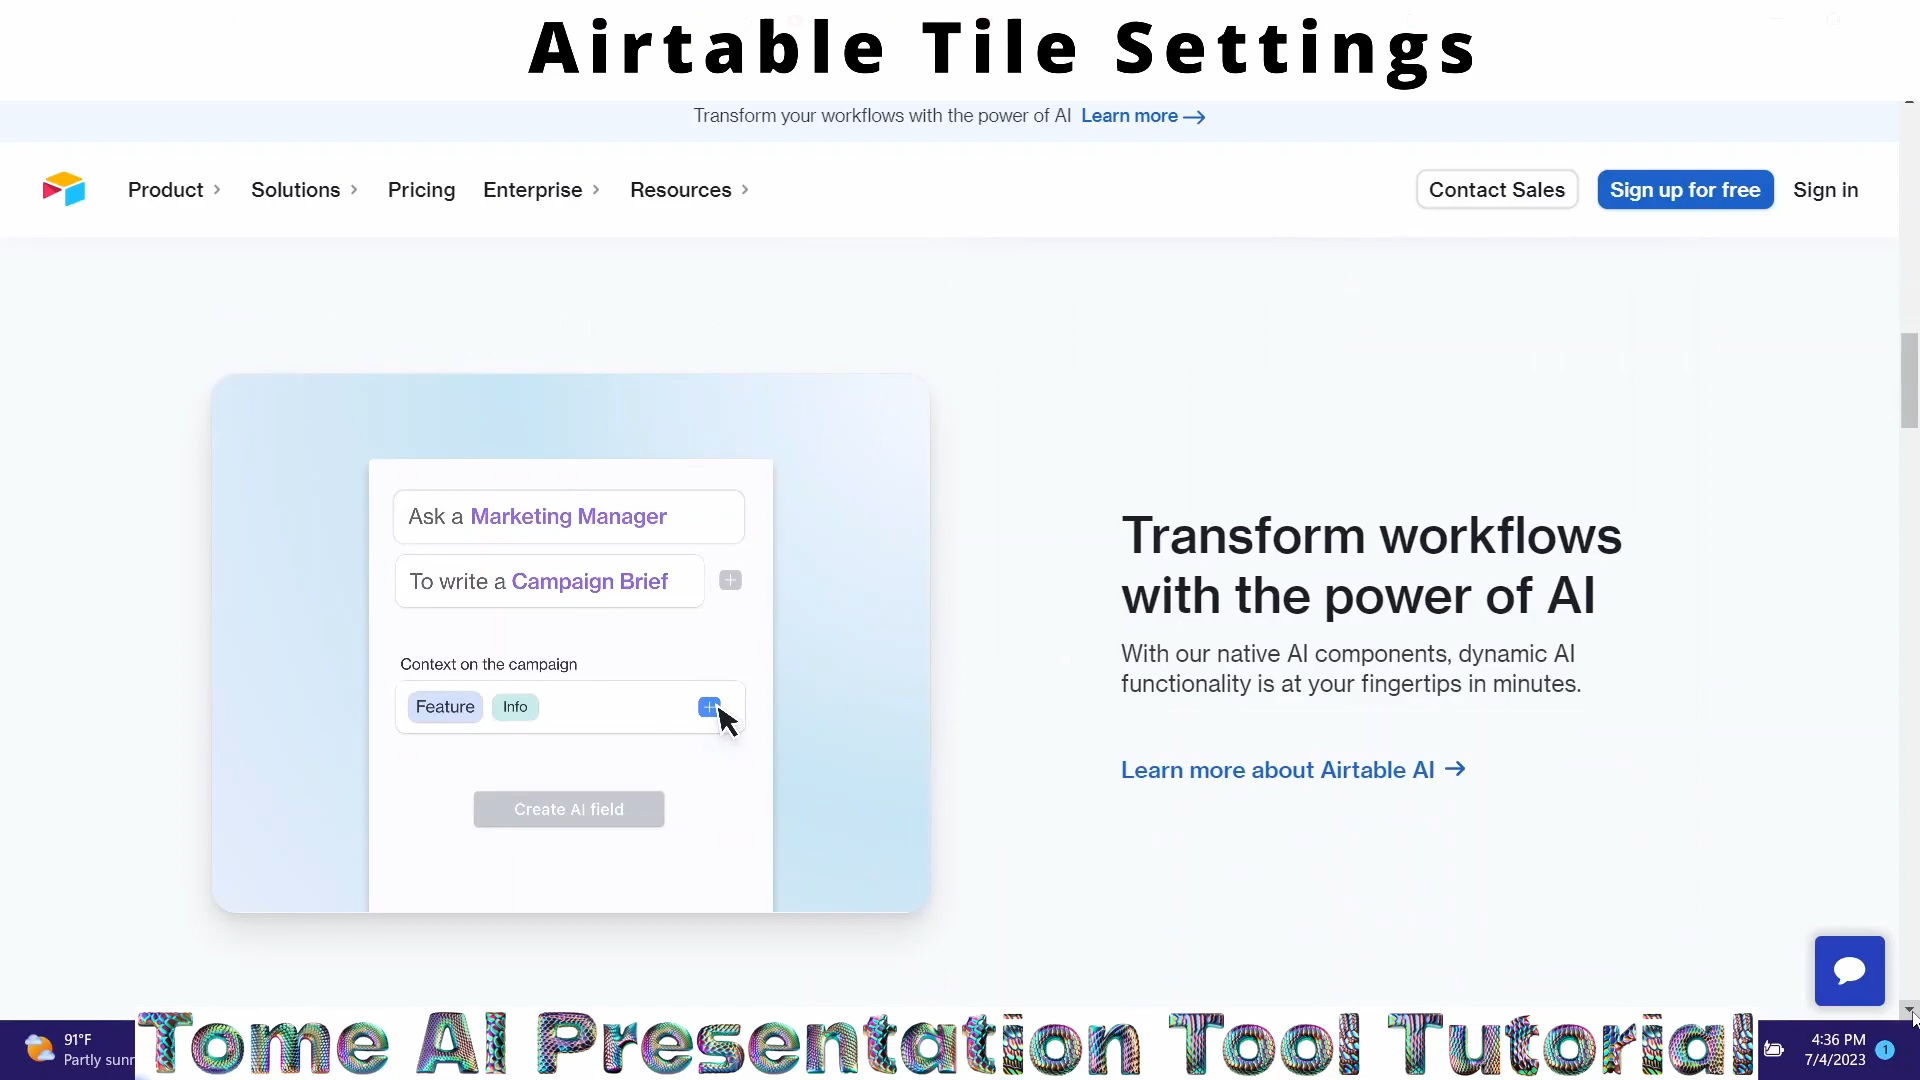 Airtable Tile Settings
Transform your workflows with the power of AI Learn more →
Product Solutions Pricing Enterprise Resources Contact Sales Sign up for free Sign in
Ask a Marketing Manager
To write a Campaign Brief
Context on the campaign
Feature Info
Create AI field
Transform workflows
with the power of AI
With our native AI components, dynamic AI
functionality is at your fingertips in minutes.
Learn more about Airtable AI →
91°F
Partly sunn
Tome AI Presentation Tool Tutorial
4:36 PM
7/4/2023
1